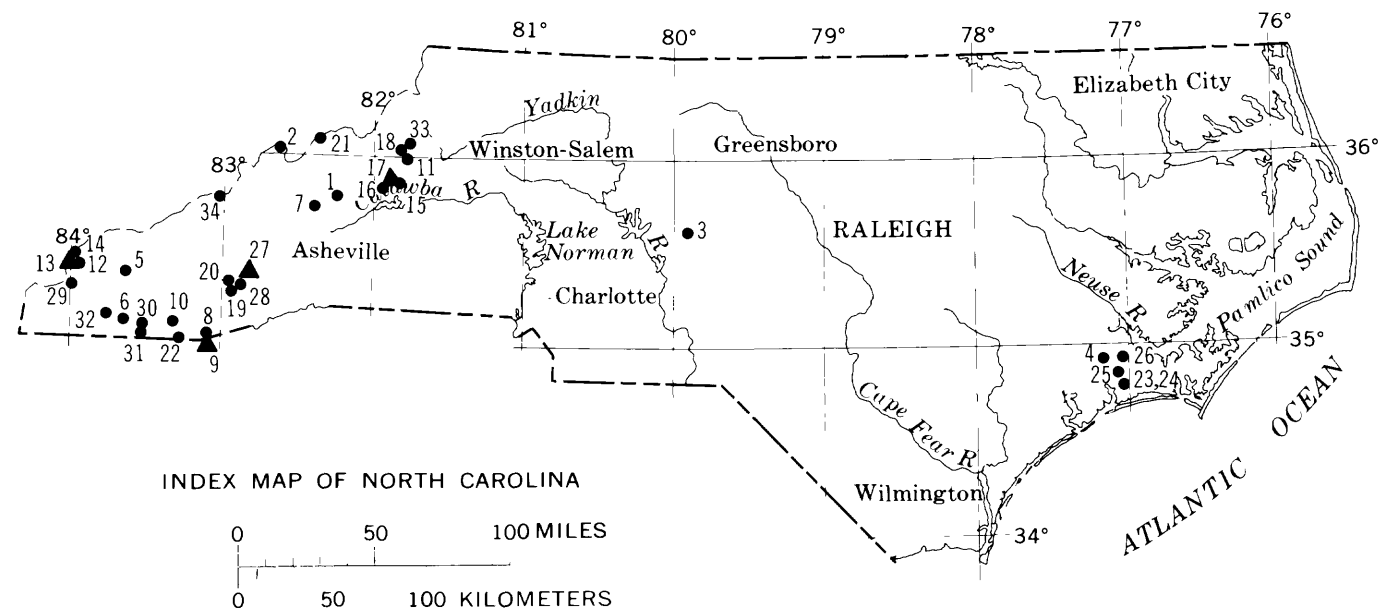 76°
77°
78°
79°
80°
81°
82°
83°
84°
Elizabeth City
Yadkin
R
Winston-Salem
Greensboro
36°
2
21
18
33
11
17
16
15
1
7
34
Catawba
R
3
RALEIGH
Lake
Norman
Asheville
Charlotte
14
13
12
5
29
27
20
28
19
32
6
30
10
8
31
22
9
Neuse R
Pamlico Sound
35°
4
26
25
23,24
Cape Fear R
Wilmington
34°
ATLANTIC OCEAN
INDEX MAP OF NORTH CAROLINA
0 50 100 MILES
0 50 100 KILOMETERS